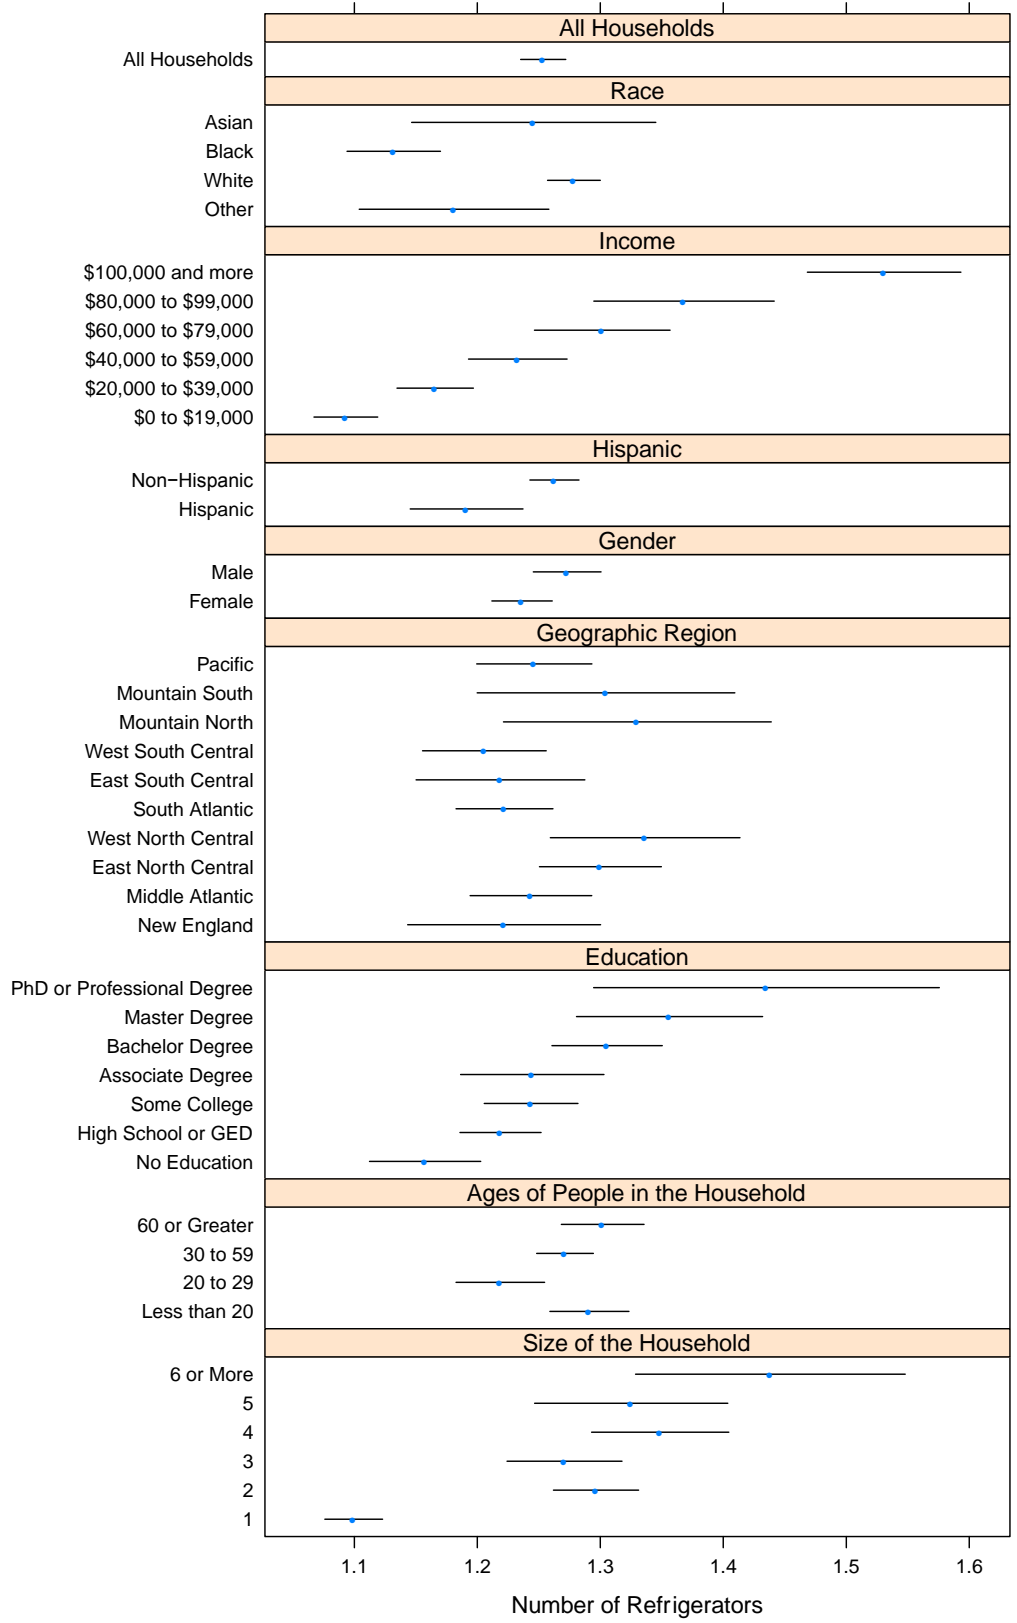 All Households
All Households
Race
Asian
Black
White
Other
Income
$100,000 and more
$80,000 to $99,000
$60,000 to $79,000
$40,000 to $59,000
$20,000 to $39,000
$0 to $19,000
Hispanic
Non−Hispanic
Hispanic
Gender
Male
Female
Geographic Region
Pacific
Mountain South
Mountain North
West South Central
East South Central
South Atlantic
West North Central
East North Central
Middle Atlantic
New England
Education
PhD or Professional Degree
Master Degree
Bachelor Degree
Associate Degree
Some College
High School or GED
No Education
Ages of People in the Household
60 or Greater
30 to 59
20 to 29
Less than 20
Size of the Household
6 or More
5
4
3
2
1
1.1 1.2 1.3 1.4 1.5 1.6
Number of Refrigerators